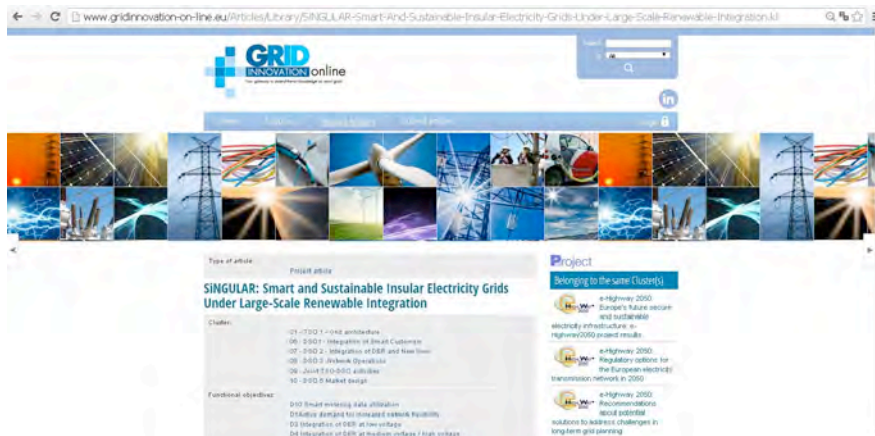 www.gridinnovation-on-line.eu/Articles/Library/SiNGULAR-Smart-And-Sustainable-Insular-Electricity-Grids-Under-Large-Scale-Renewable-Integration.kl
GRID
INNOVATION online
in
Type of article
Project article
SiNGULAR: Smart and Sustainable Insular Electricity Grids
Under Large-Scale Renewable Integration
Cluster:
01 - TSO 1 - Grid architecture
06 - DSO 1 - Integration of Smart Customers
07 - DSO 2 - Integration of DER and New Uses
08 - DSO 3 - Network Operations
09 - Joint TSO-DSO activities
10 - DSO 5 Market design
Functional objectives
D10 Smart metering data utilisation
D1 Active demand for increased network flexibility
D3 Integration of DER at low voltage
D4 Integration of DER at medium voltage / high voltage
Project
Belonging to the same Cluster(s)
e-Highway 2050:
Europe's future secure
and sustainable
electricity infrastructure. e-
Highway2050 project results
e-Highway 2050:
Regulatory options for
the European electricity
transmission network in 2050
e-Highway 2050:
Recommendations
about potential
solutions to address challenges in
long-term grid planning